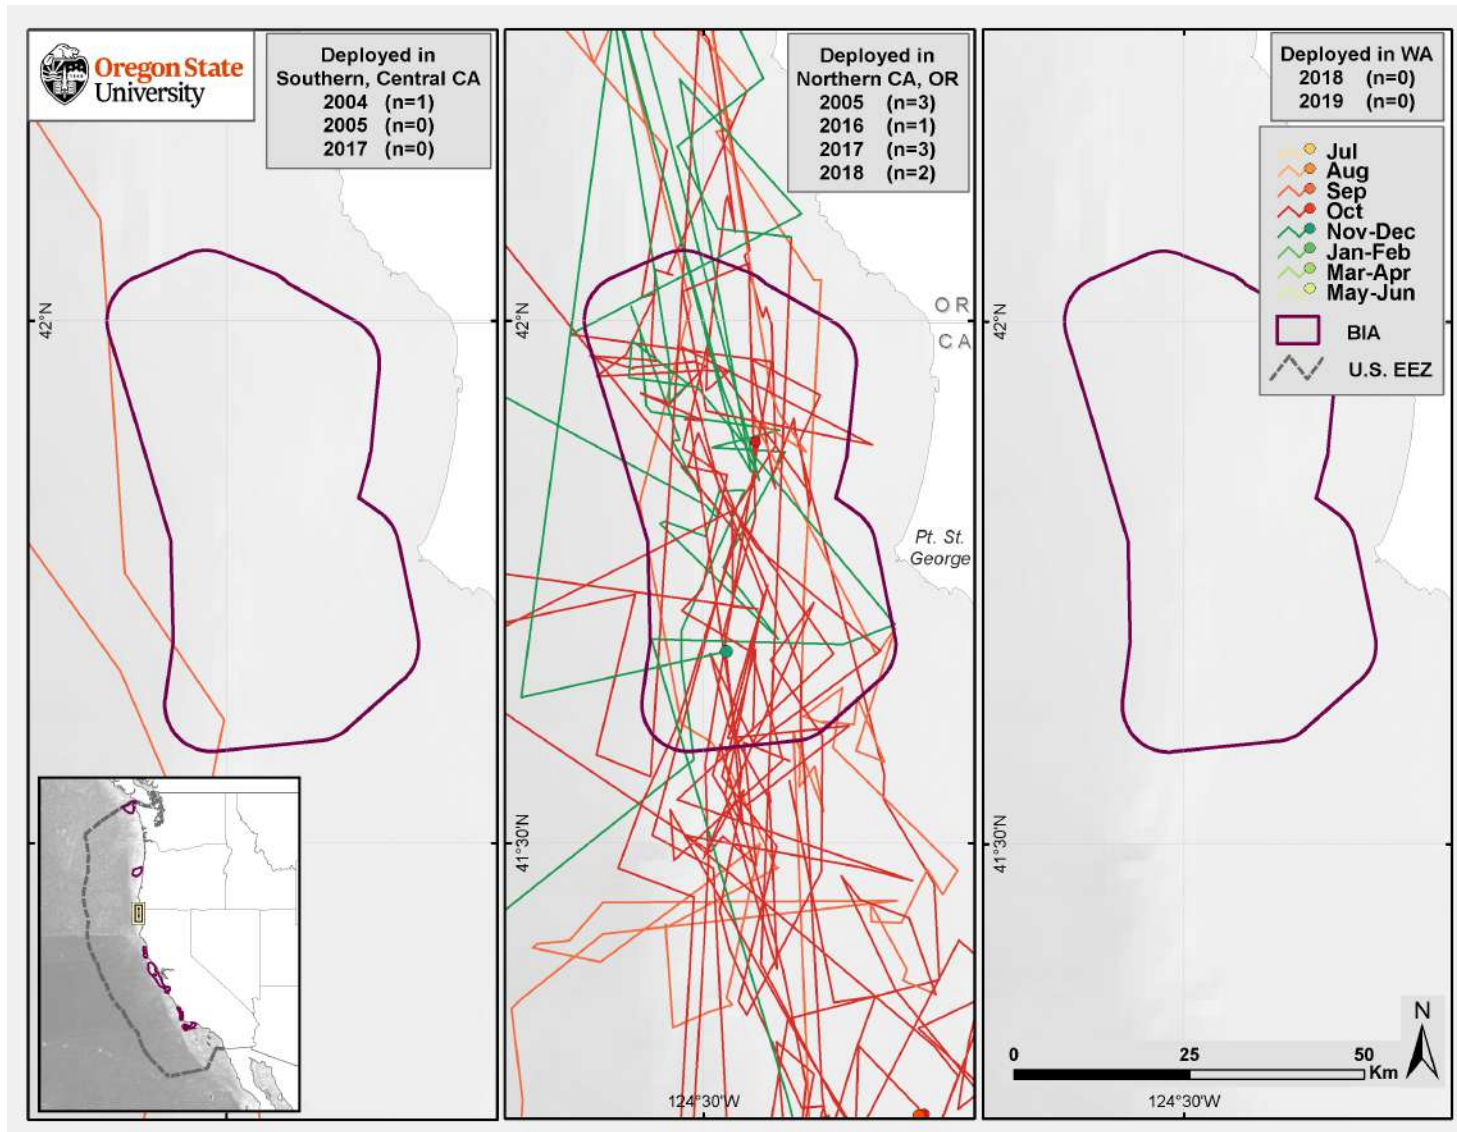 Oregon State
University
Deployed in
Southern, Central CA
2004 (n=1)
2005 (n=0)
2017 (n=0)
42°N
Deployed in
Northern CA, OR
2005 (n=3)
2016 (n=1)
2017 (n=3)
2018 (n=2)
42°N
OR
CA
Pt. St.
George
41°30'N
124°30'W
Deployed in WA
2018 (n=0)
2019 (n=0)
Jul
Aug
Sep
Oct
Nov-Dec
Jan-Feb
Mar-Apr
May-Jun
BIA
U.S. EEZ
42°N
41°30'N
N
0 25 50
Km
124°30'W